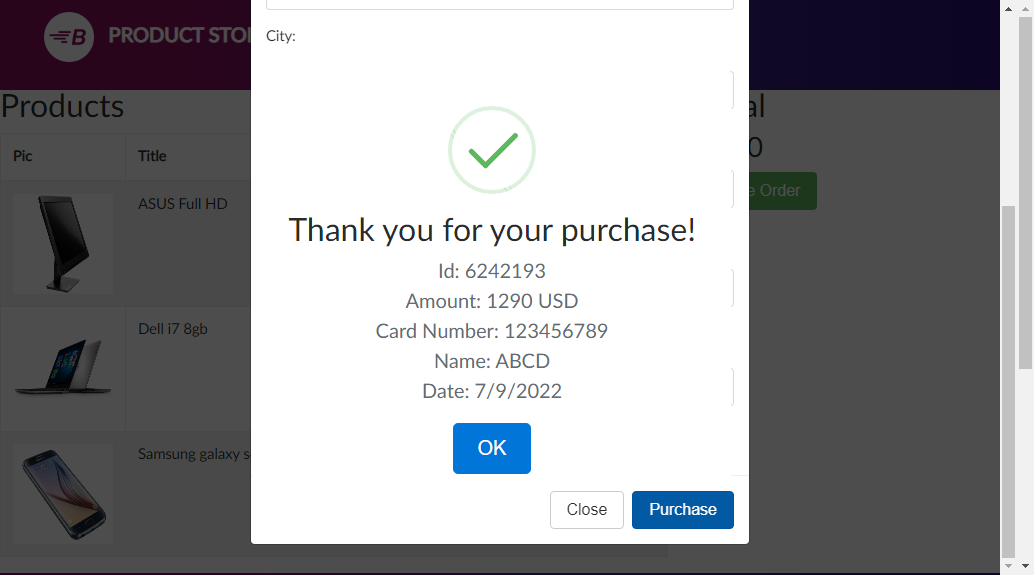 PRODUCT STO
City:
Products
Pic
Title
ASUS Full HD
Dell i7 8gb
Samsung galaxy s
al
0
e Order
Thank you for your purchase!
Id: 6242193
Amount: 1290 USD
Card Number: 123456789
Name: ABCD
Date: 7/9/2022
OK
Close
Purchase